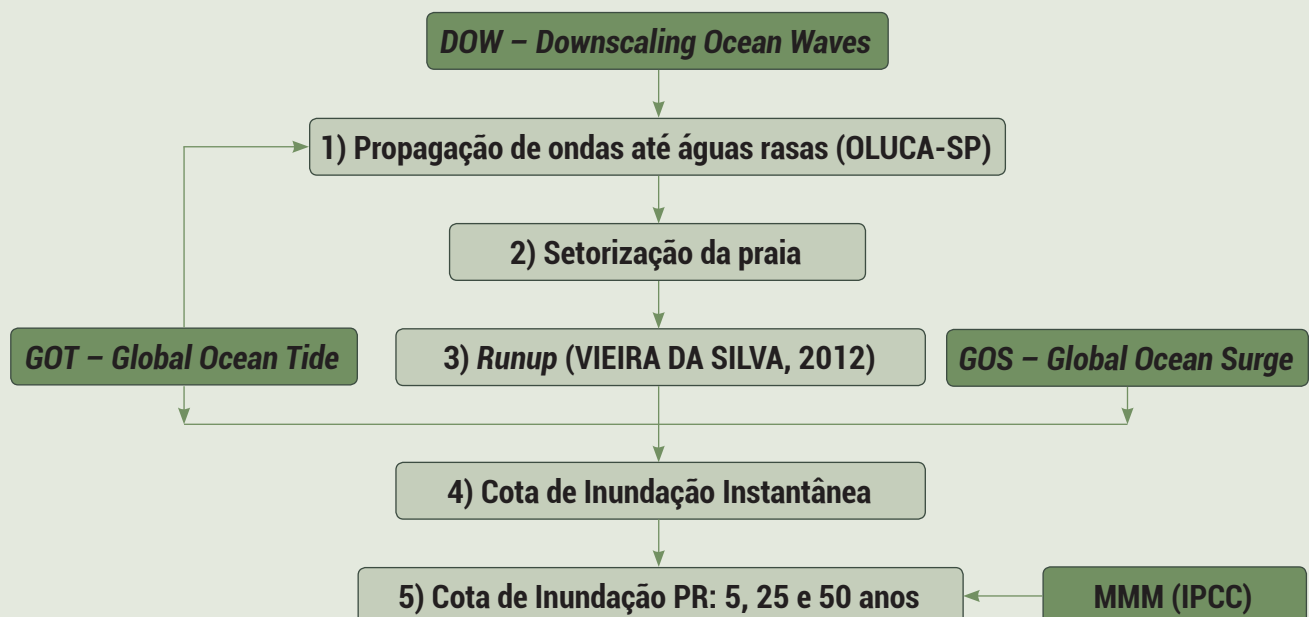 DOW – Downscaling Ocean Waves
1) Propagação de ondas até águas rasas (OLUCA-SP)
2) Setorização da praia
GOT – Global Ocean Tide
3) Runup (VIEIRA DA SILVA, 2012)
GOS – Global Ocean Surge
4) Cota de Inundação Instantânea
5) Cota de Inundação PR: 5, 25 e 50 anos
MMM (IPCC)